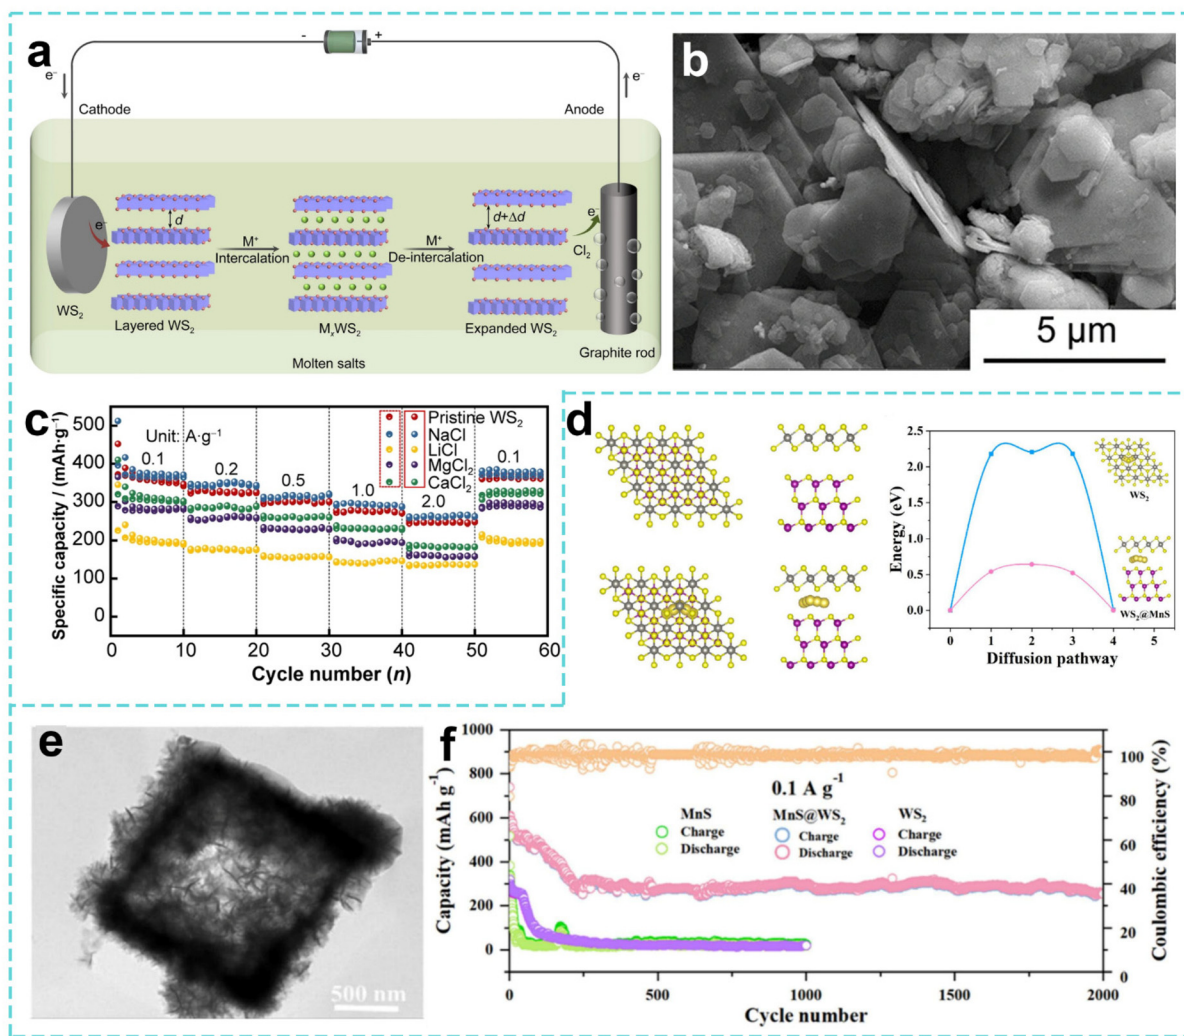 a
-
+
e⁻
e⁻
Cathode
Anode
e⁻
d
d+Δd
e⁻
M⁺
M⁺
Intercalation
De-intercalation
Cl₂
WS₂
Layered WS₂
MₓWS₂
Expanded WS₂
Graphite rod
Molten salts
b
5 μm
c
Specific capacity / (mAh·g⁻¹)
500
400
300
200
100
0
Unit: A·g⁻¹
0.1
0.2
0.5
1.0
2.0
0.1
Pristine WS₂
NaCl
LiCl
MgCl₂
CaCl₂
0 10 20 30 40 50 60
Cycle number (n)
d
Energy (eV)
2.5
2.0
1.5
1.0
0.5
0.0
WS₂
WS₂@MnS
0 1 2 3 4 5
Diffusion pathway
e
500 nm
f
Capacity (mAh g⁻¹)
1000
900
800
700
600
500
400
300
200
100
0
0.1 A g⁻¹
MnS MnS@WS₂ WS₂
Charge Charge Charge
Discharge Discharge Discharge
100
80
60
40
20
0
Coulombic efficiency (%)
0 500 1000 1500 2000
Cycle number